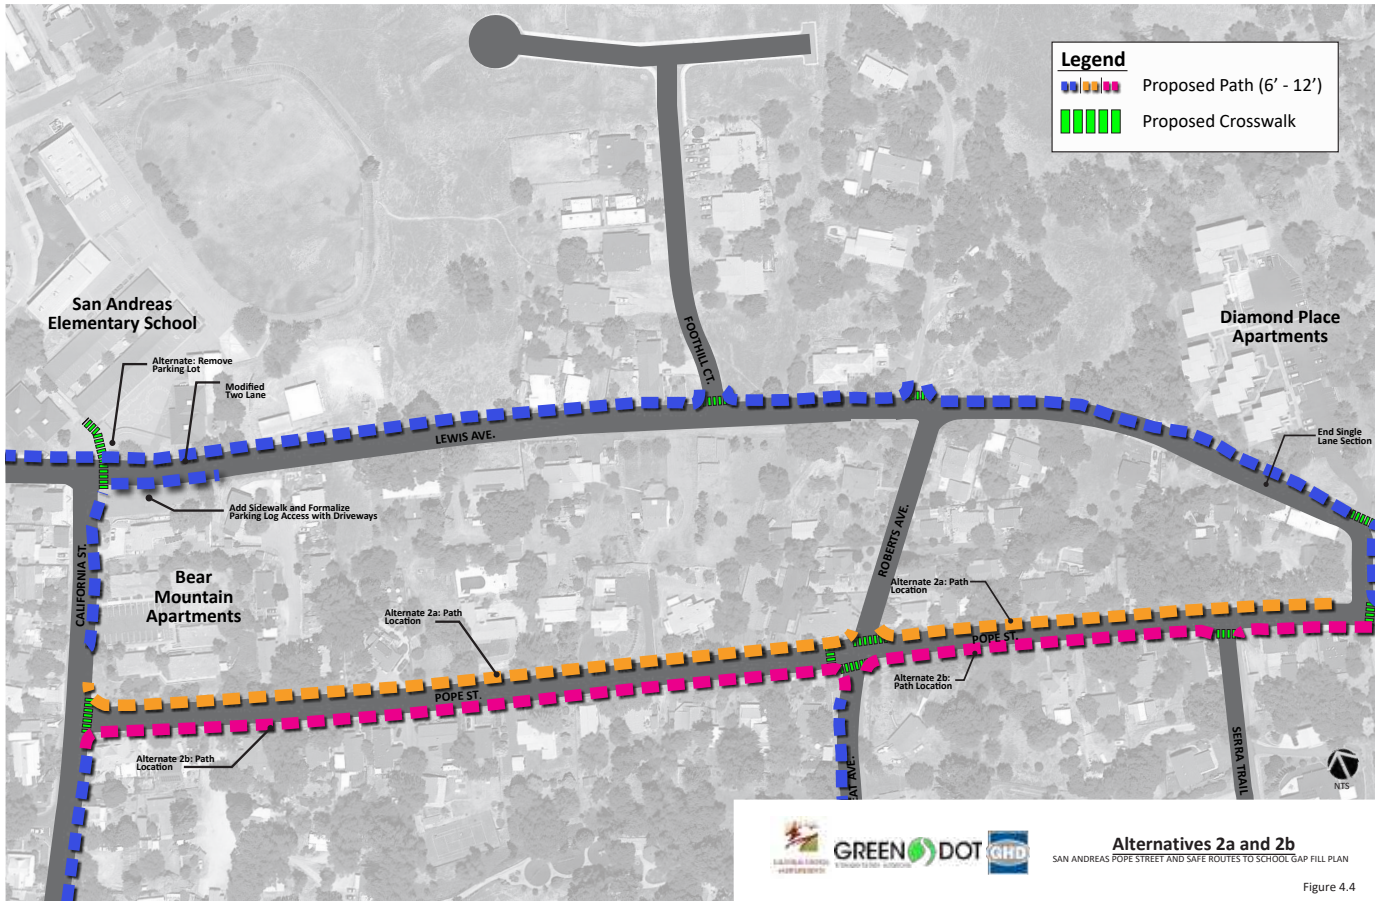 Legend
Proposed Path (6’ - 12’)
Proposed Crosswalk
FOOTHILL CT.
San Andreas
Elementary School
Diamond Place
Apartments
Alternate: Remove
Parking Lot
Modified
Two Lane
LEWIS AVE.
End Single
Lane Section
Add Sidewalk and Formalize
Parking Log Access with Driveways
CALIFORNIA ST.
ROBERTS AVE.
Bear
Mountain
Apartments
Alternate 2a: Path
Location
Alternate 2a: Path
Location
POPE ST.
Alternate 2b:
Path Location
POPE ST.
Alternate 2b: Path
Location
EAT AVE.
SERRA TRAIL
NTS
GREEN DOT
GHD
Alternatives 2a and 2b
SAN ANDREAS POPE STREET AND SAFE ROUTES TO SCHOOL GAP FILL PLAN
Figure 4.4